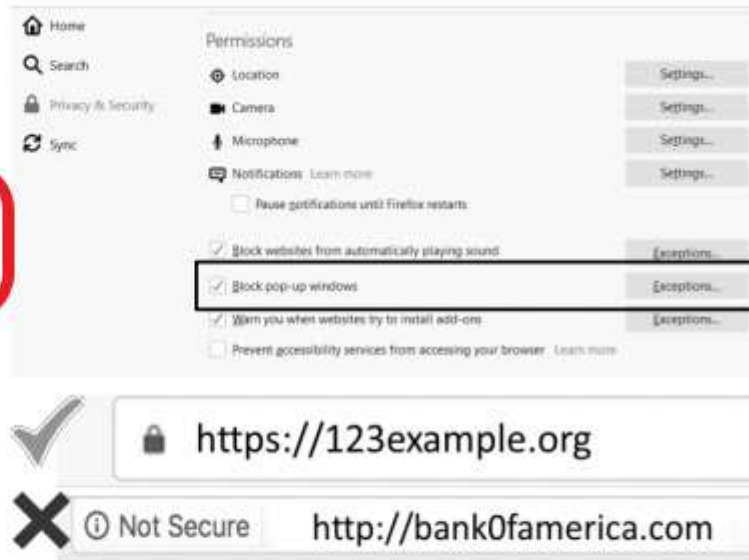 Home
Search
Privacy & Security
Sync
Permissions
Location Settings...
Camera Settings...
Microphone Settings...
Notifications Learn more Settings...
Pause notifications until Firefox restarts
Block websites from automatically playing sound Exceptions...
Block pop-up windows Exceptions...
Warn you when websites try to install add-ons Exceptions...
Prevent accessibility services from accessing your browser Learn more
https://123example.org
Not Secure http://bank0famerica.com